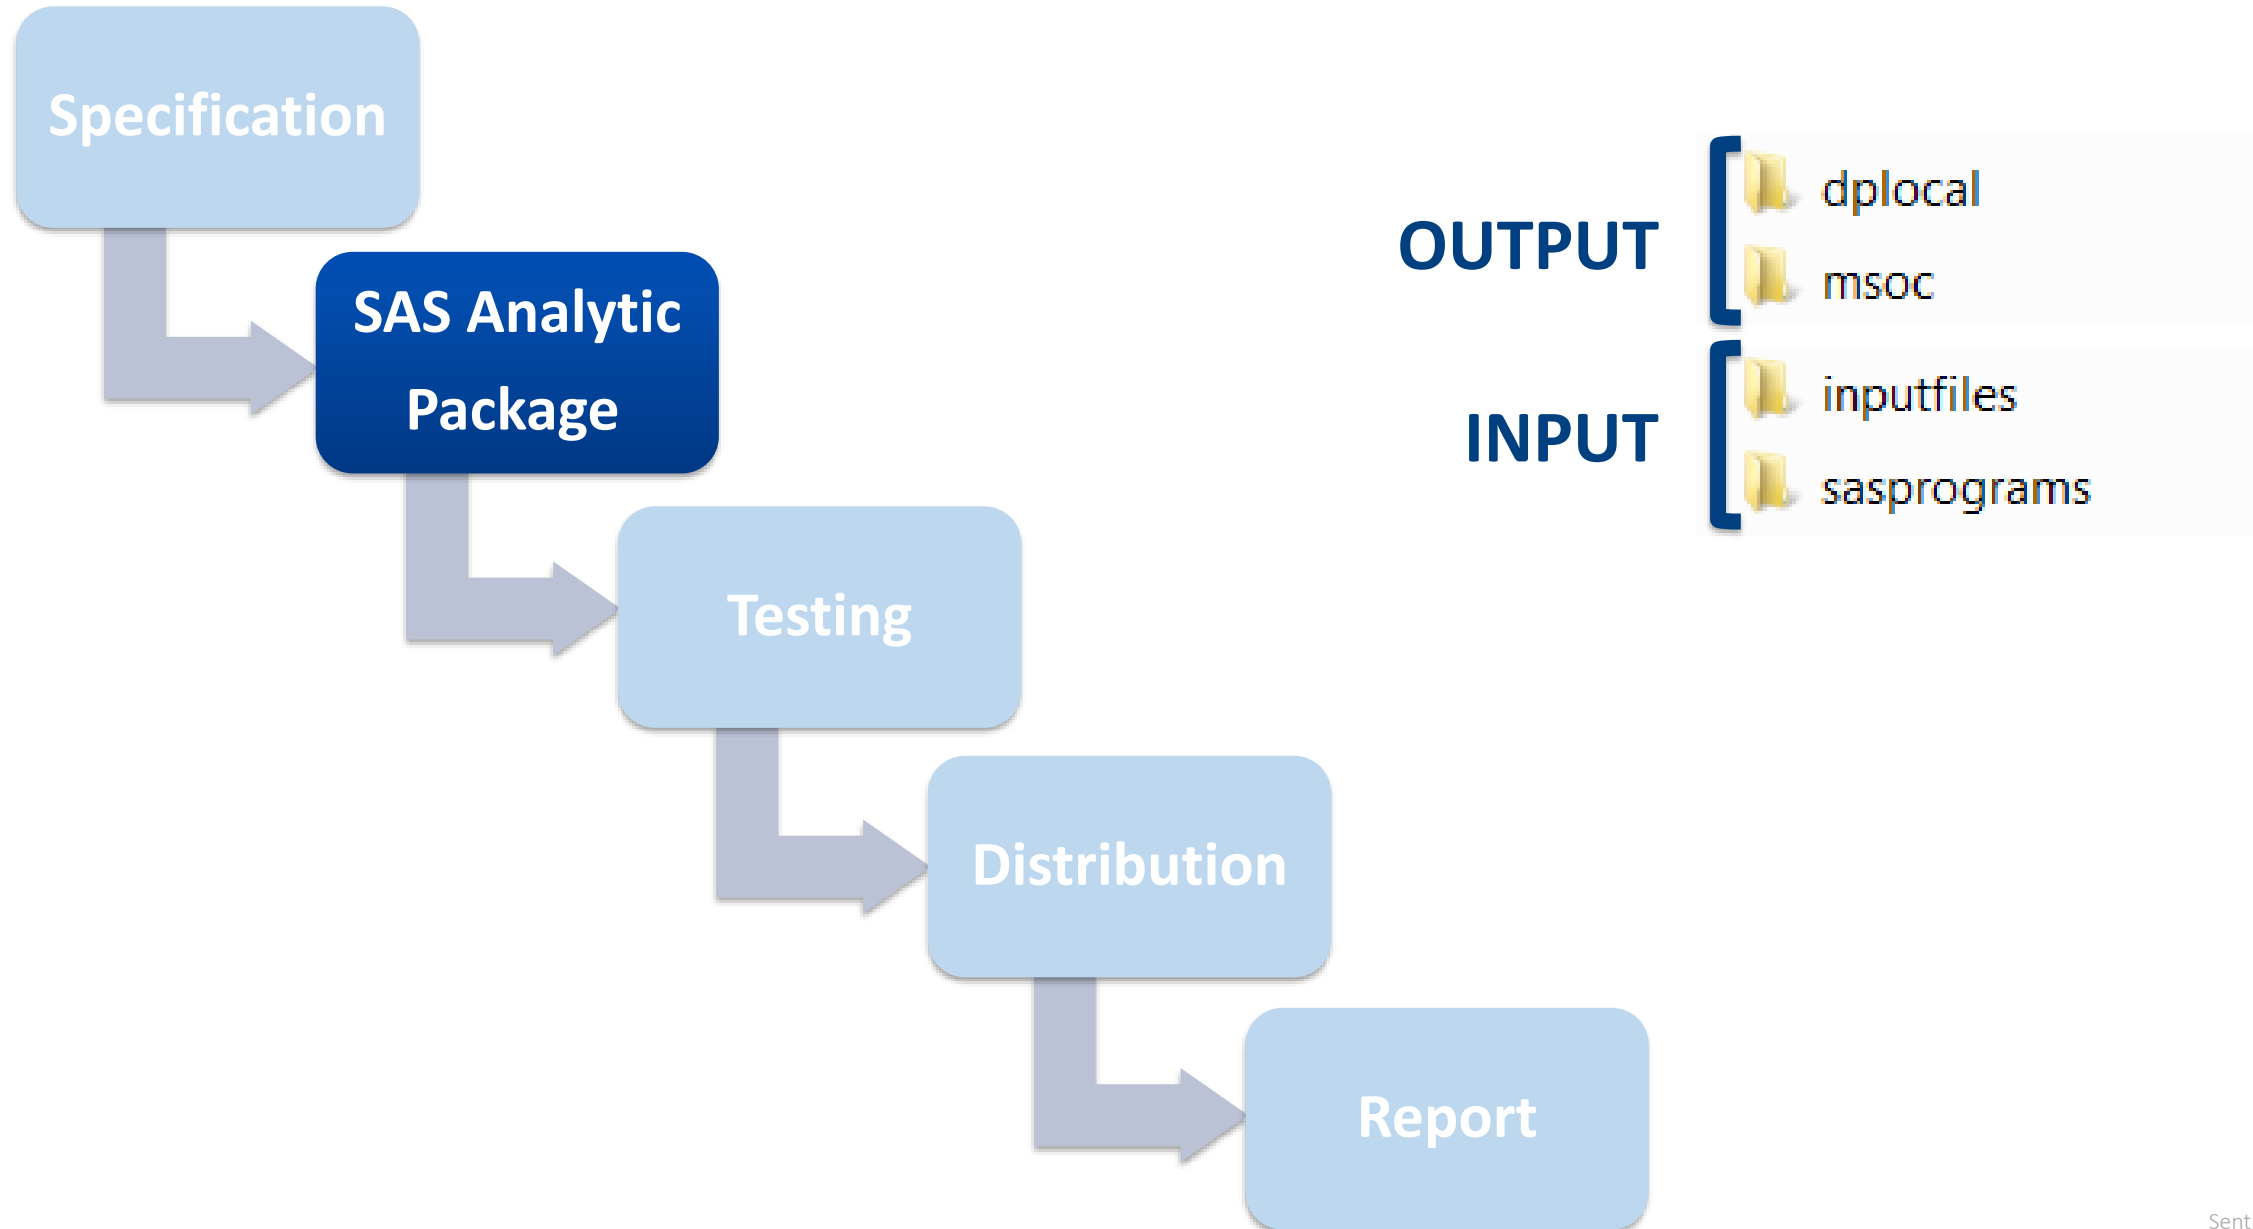 Specification
SAS Analytic
Package
Testing
Distribution
Report
OUTPUT
dplocal
msoc
INPUT
inputfiles
sasprograms
Sent